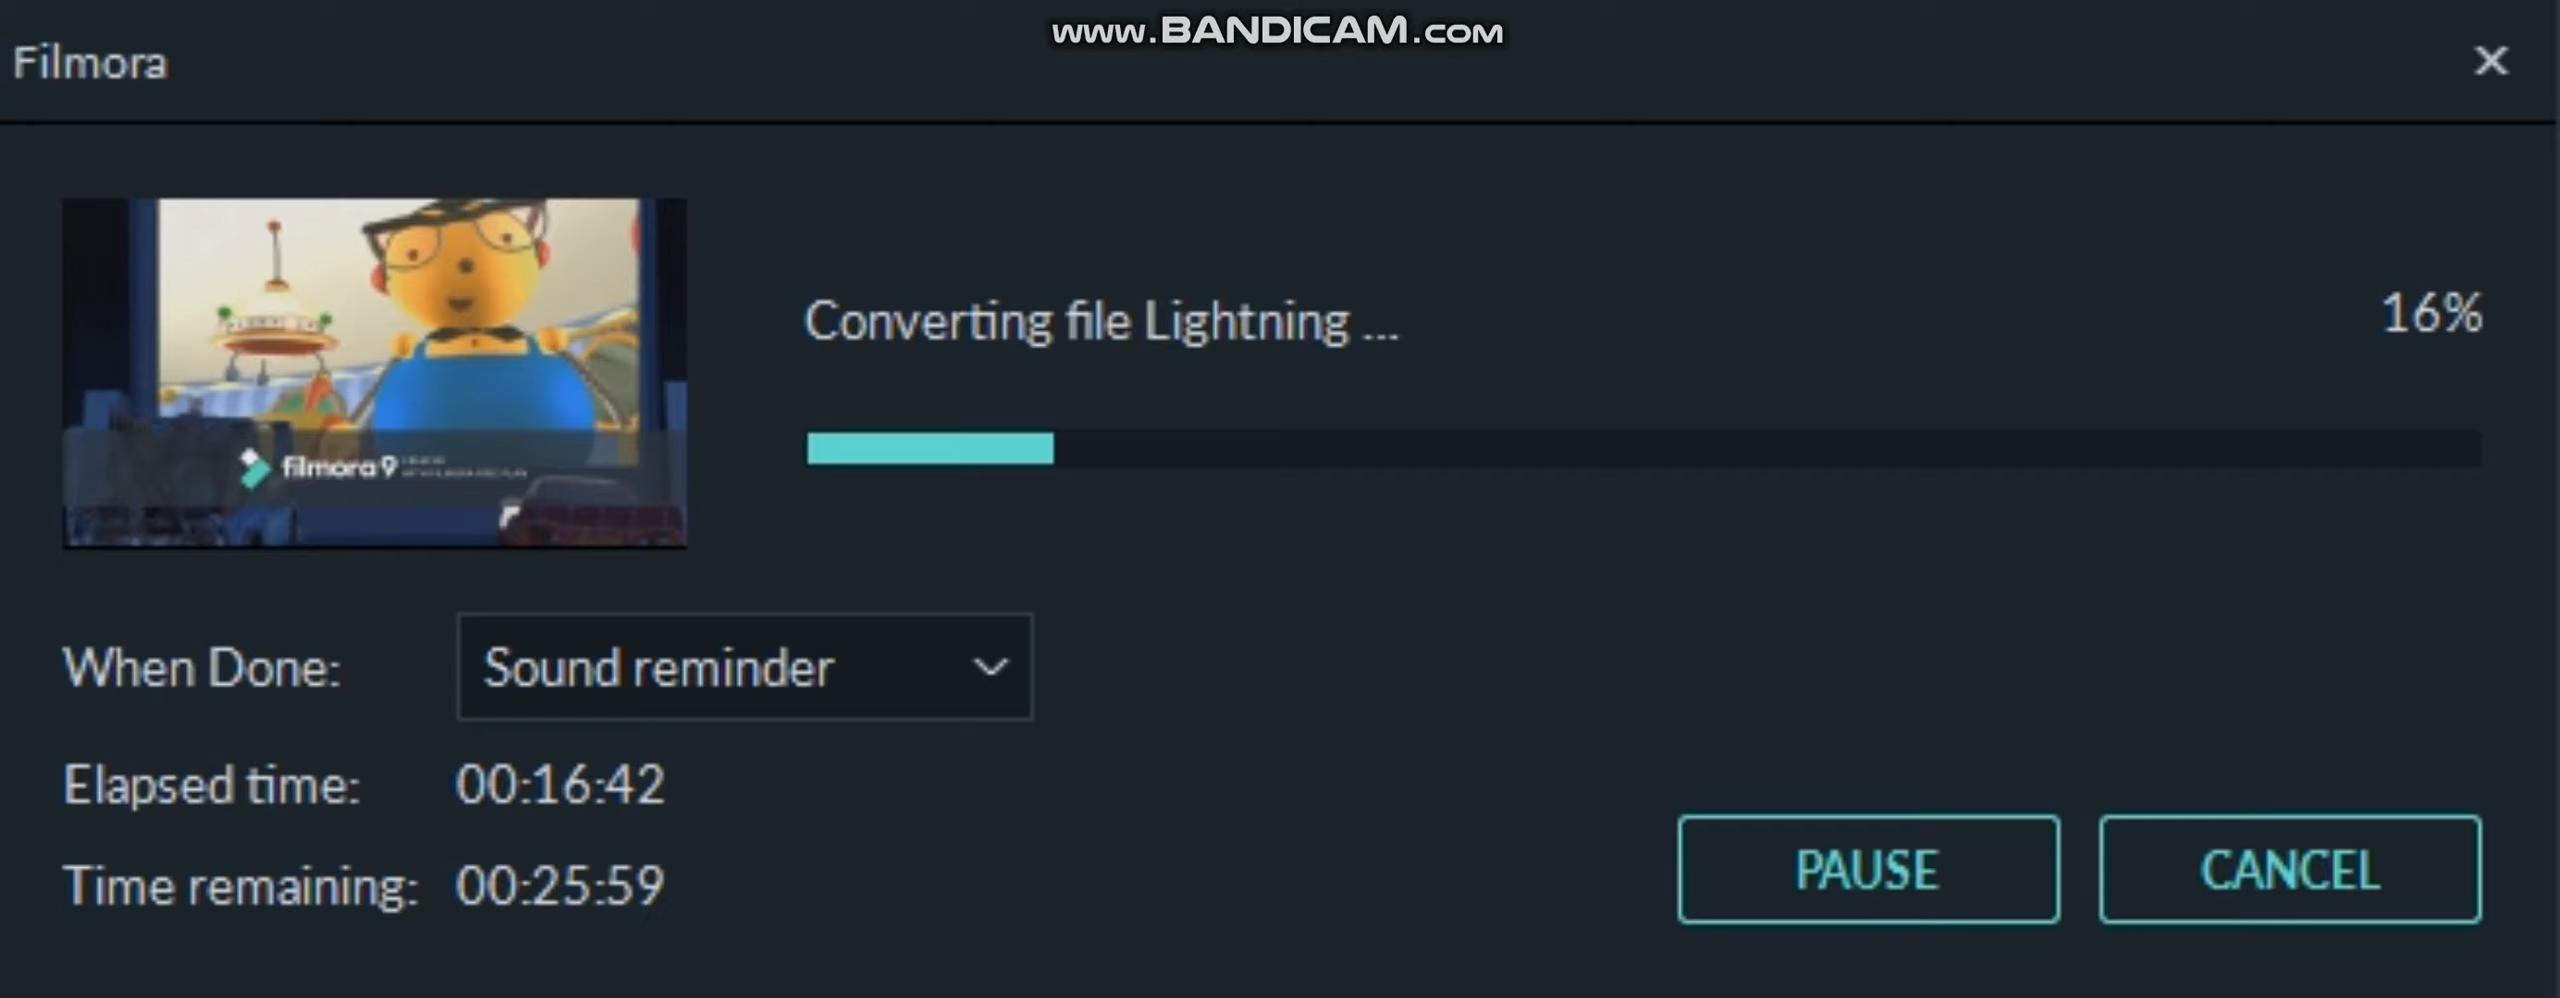 www.BANDICAM.com
Filmora
Converting file Lightning ...
16%
filmora9
When Done:
Sound reminder
Elapsed time:
00:16:42
Time remaining:
00:25:59
PAUSE
CANCEL